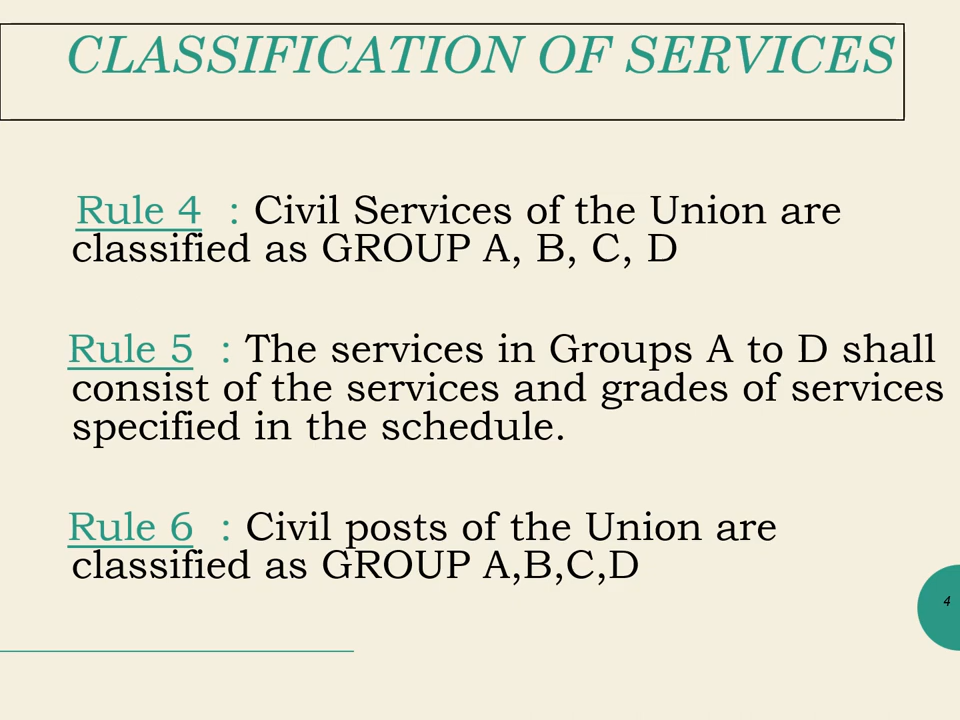 CLASSIFICATION OF SERVICES
Rule 4 : Civil Services of the Union are
classified as GROUP A, B, C, D
Rule 5 : The services in Groups A to D shall
consist of the services and grades of services
specified in the schedule.
Rule 6 : Civil posts of the Union are
classified as GROUP A,B,C,D
4